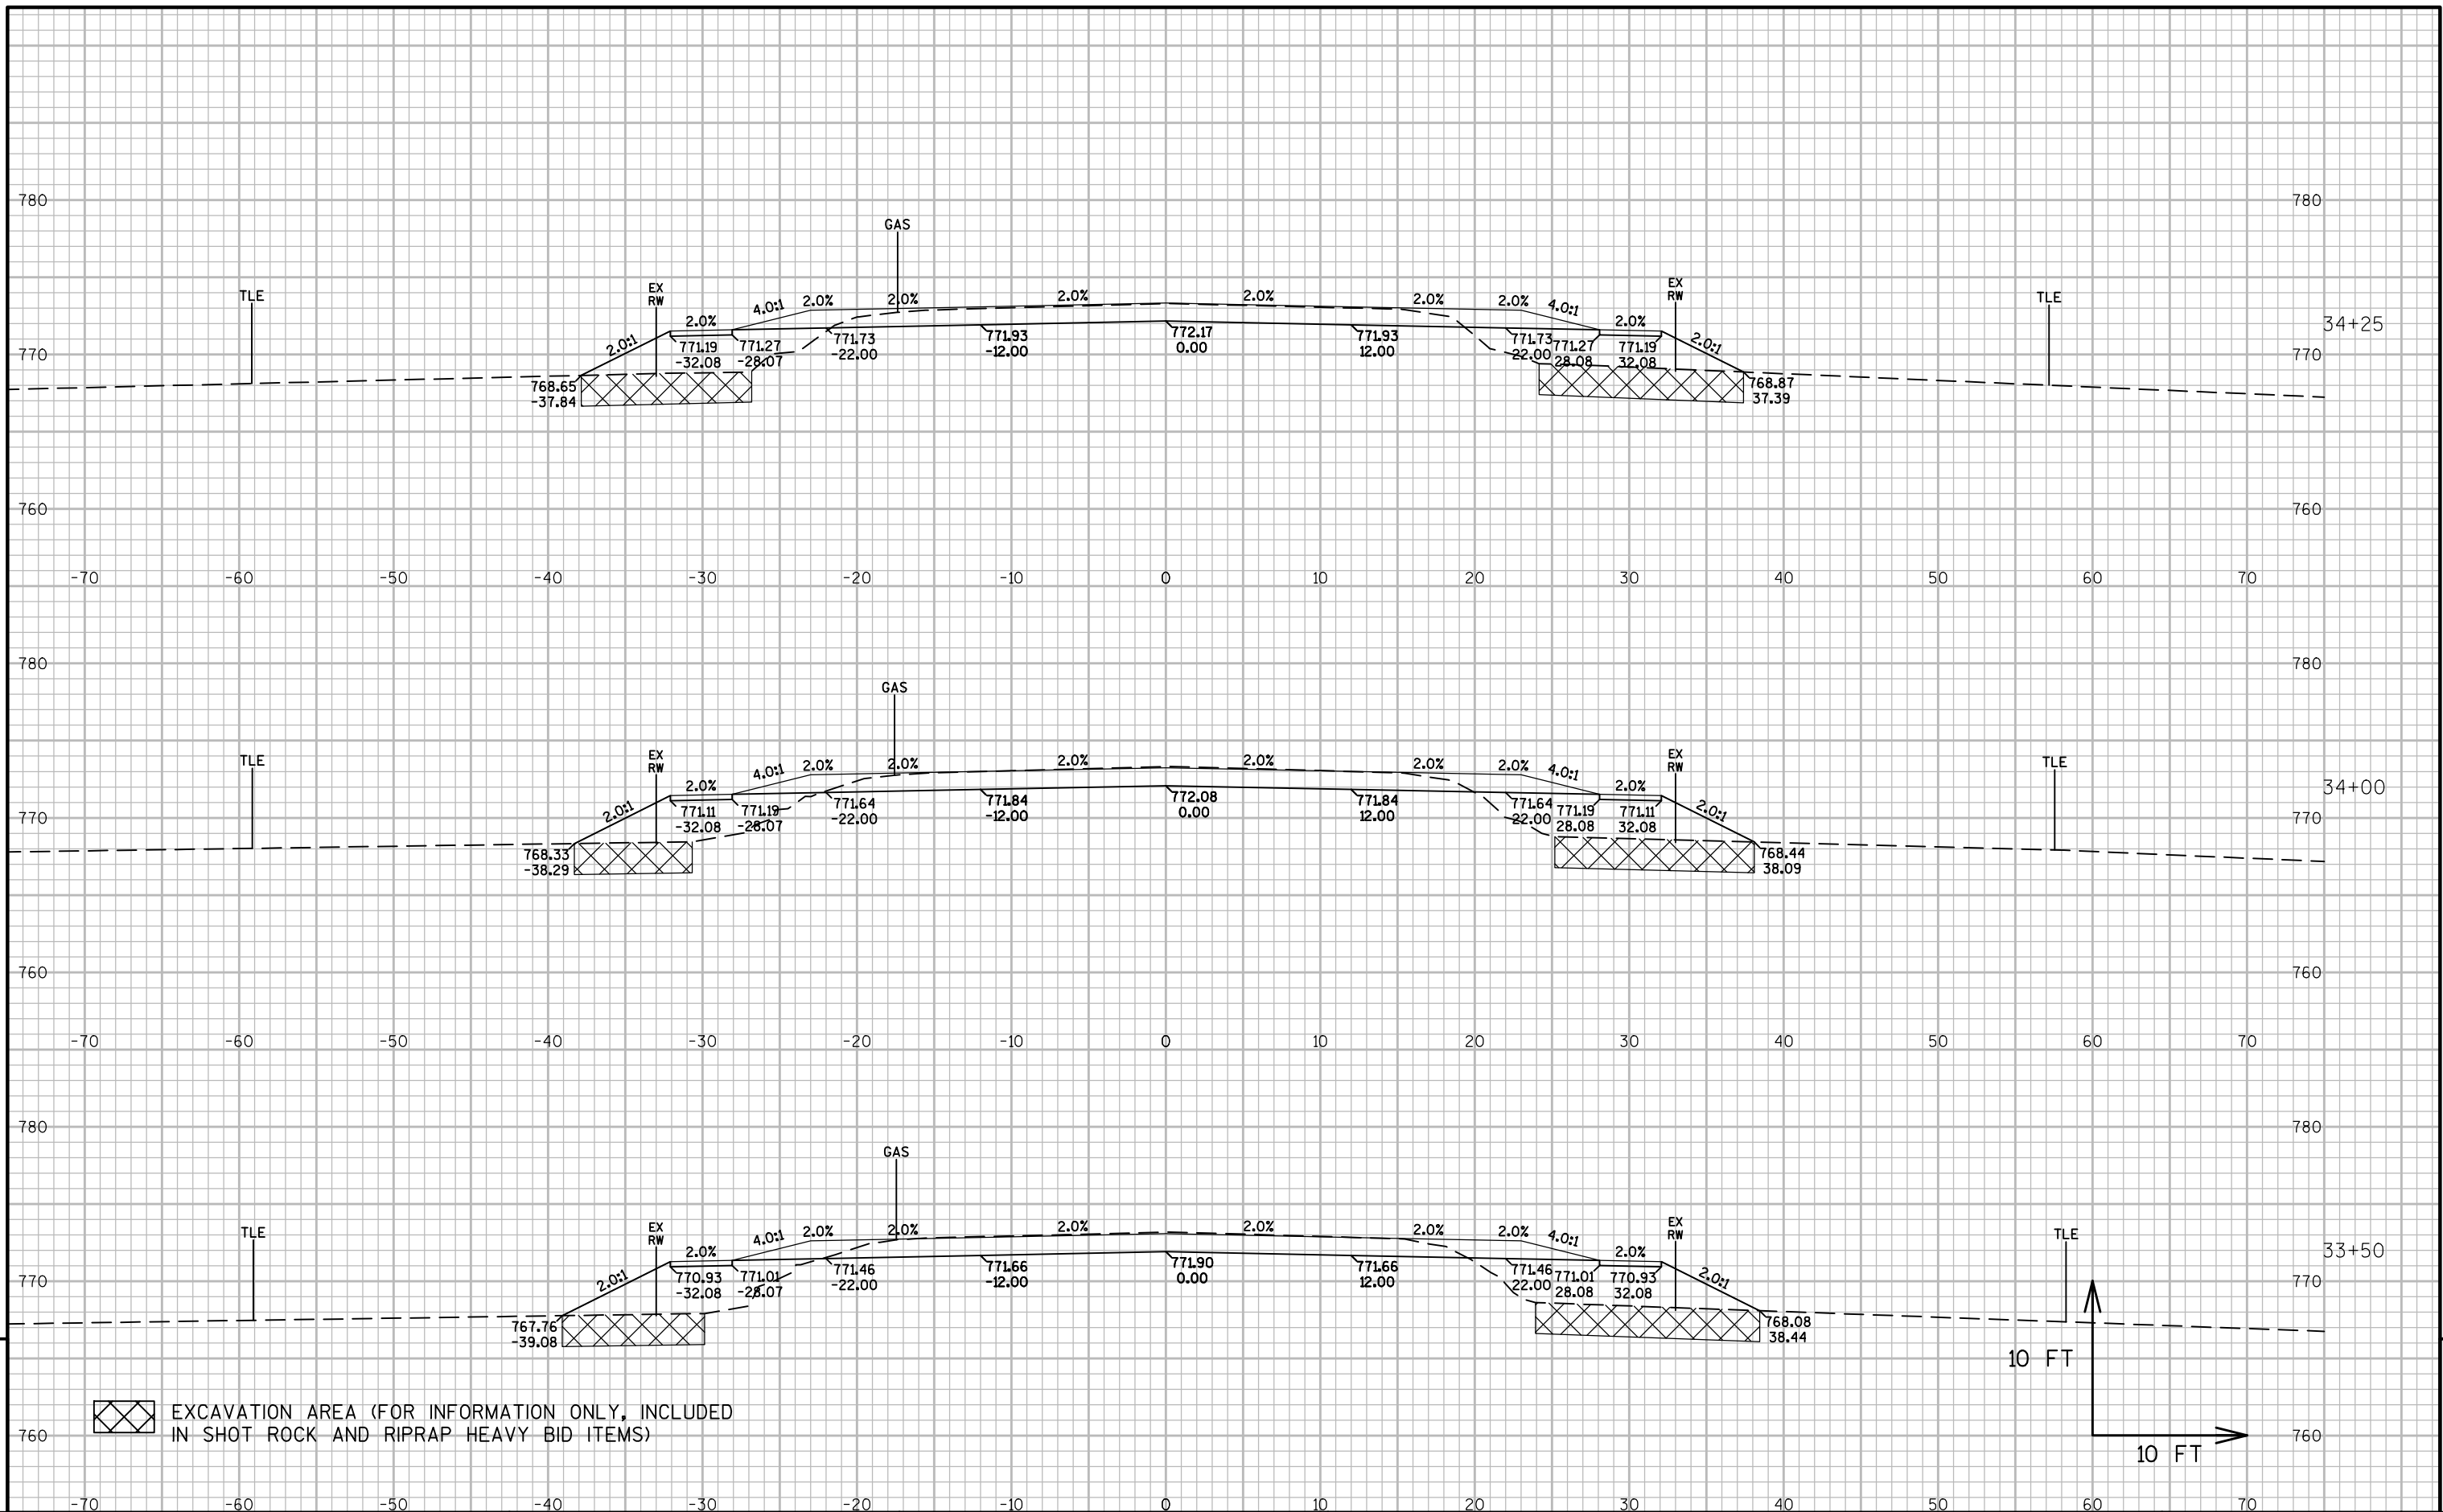 780 780
GAS
TLE EX EX TLE
RW RW
4.0:1 2.0% 2.0% 2.0% 2.0% 2.0% 2.0% 4.0:1
2.0% 2.0% 34+25
2.0:1 2.0:1
771.19 771.27 771.73 771.93 772.17 771.93 771.73 771.27 771.19
-32.08 -28.07 -22.00 -12.00 0.00 12.00 22.00 28.08 32.08
770 770
768.65 768.87
-37.84 37.39
760 760
-70 -60 -50 -40 -30 -20 -10 0 10 20 30 40 50 60 70
780 780
GAS
TLE EX EX TLE
RW RW
4.0:1 2.0% 2.0% 2.0% 2.0% 2.0% 2.0% 4.0:1
2.0% 2.0% 34+00
2.0:1 2.0:1
771.11 771.19 771.64 771.84 772.08 771.84 771.64 771.19 771.11
-32.08 -28.07 -22.00 -12.00 0.00 12.00 22.00 28.08 32.08
770 770
768.33 768.44
-38.29 38.09
760 760
-70 -60 -50 -40 -30 -20 -10 0 10 20 30 40 50 60 70
780 780
GAS
TLE EX EX TLE
RW RW
4.0:1 2.0% 2.0% 2.0% 2.0% 2.0% 2.0% 4.0:1
2.0% 2.0% 33+50
2.0:1 2.0:1
770.93 771.01 771.46 771.66 771.90 771.66 771.46 771.01 770.93
-32.08 -28.07 -22.00 -12.00 0.00 12.00 22.00 28.08 32.08
770 770
767.76 768.08
-39.08 38.44
10 FT
EXCAVATION AREA (FOR INFORMATION ONLY, INCLUDED
IN SHOT ROCK AND RIPRAP HEAVY BID ITEMS)
760 760
10 FT
-70 -60 -50 -40 -30 -20 -10 0 10 20 30 40 50 60 70